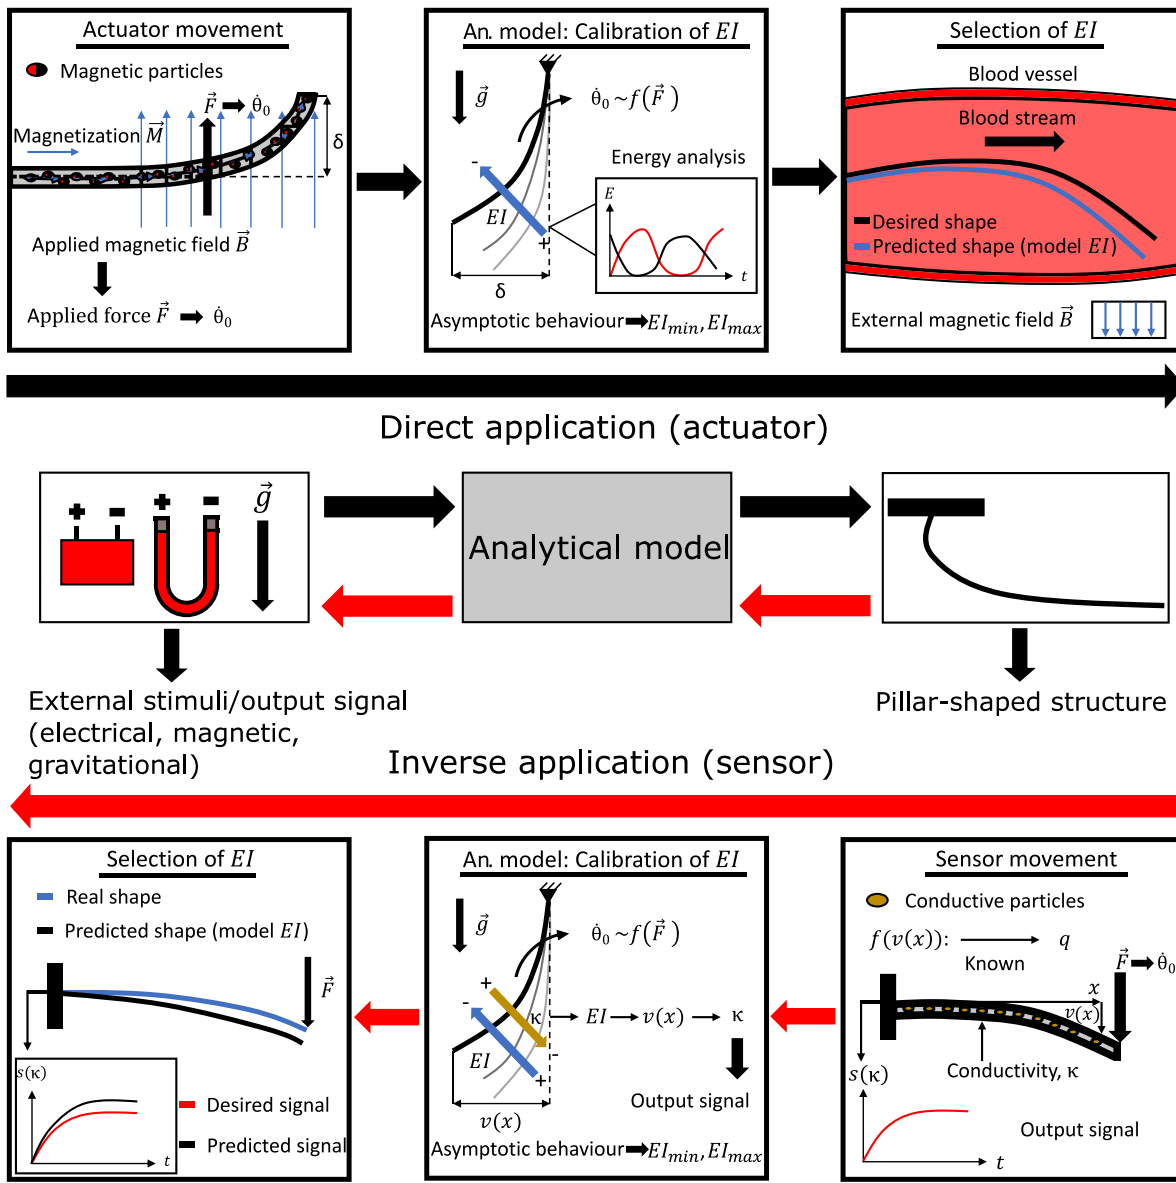 Actuator movement
Magnetic particles
F⃗ → θ̇₀
Magnetization M⃗
δ
Applied magnetic field B⃗
Applied force F⃗ → θ̇₀
An. model: Calibration of EI
g⃗
θ̇₀ ~ f(F⃗)
Energy analysis
-
EI
+
E
t
δ
Asymptotic behaviour → EI_min, EI_max
Selection of EI
Blood vessel
Blood stream
Desired shape
Predicted shape (model EI)
External magnetic field B⃗
Direct application (actuator)
+ - + - g⃗
Analytical model
External stimuli/output signal
(electrical, magnetic,
gravitational)
Pillar-shaped structure
Inverse application (sensor)
Selection of EI
Real shape
Predicted shape (model EI)
F⃗
s(κ)
t
Desired signal
Predicted signal
An. model: Calibration of EI
g⃗
θ̇₀ ~ f(F⃗)
+
-
κ
EI → v(x) → κ
EI
-
+
v(x)
Output signal
Asymptotic behaviour → EI_min, EI_max
Sensor movement
Conductive particles
f(v(x)): → q
Known
F⃗ → θ̇₀
x
v(x)
s(κ)
Conductivity, κ
Output signal
t